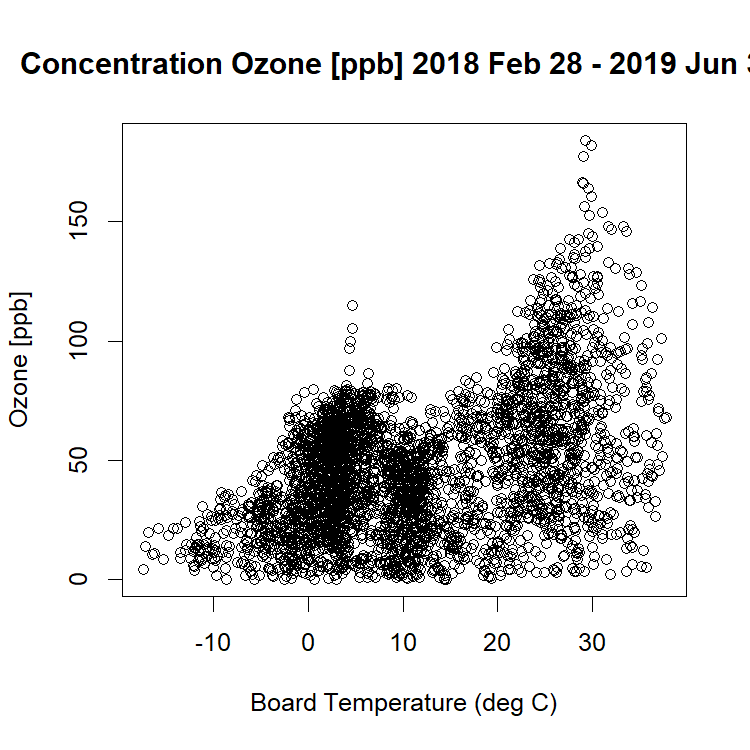 Concentration Ozone [ppb] 2018 Feb 28 - 2019 Jun
Ozone [ppb]
150
100
50
0
-10 0 10 20 30
Board Temperature (deg C)